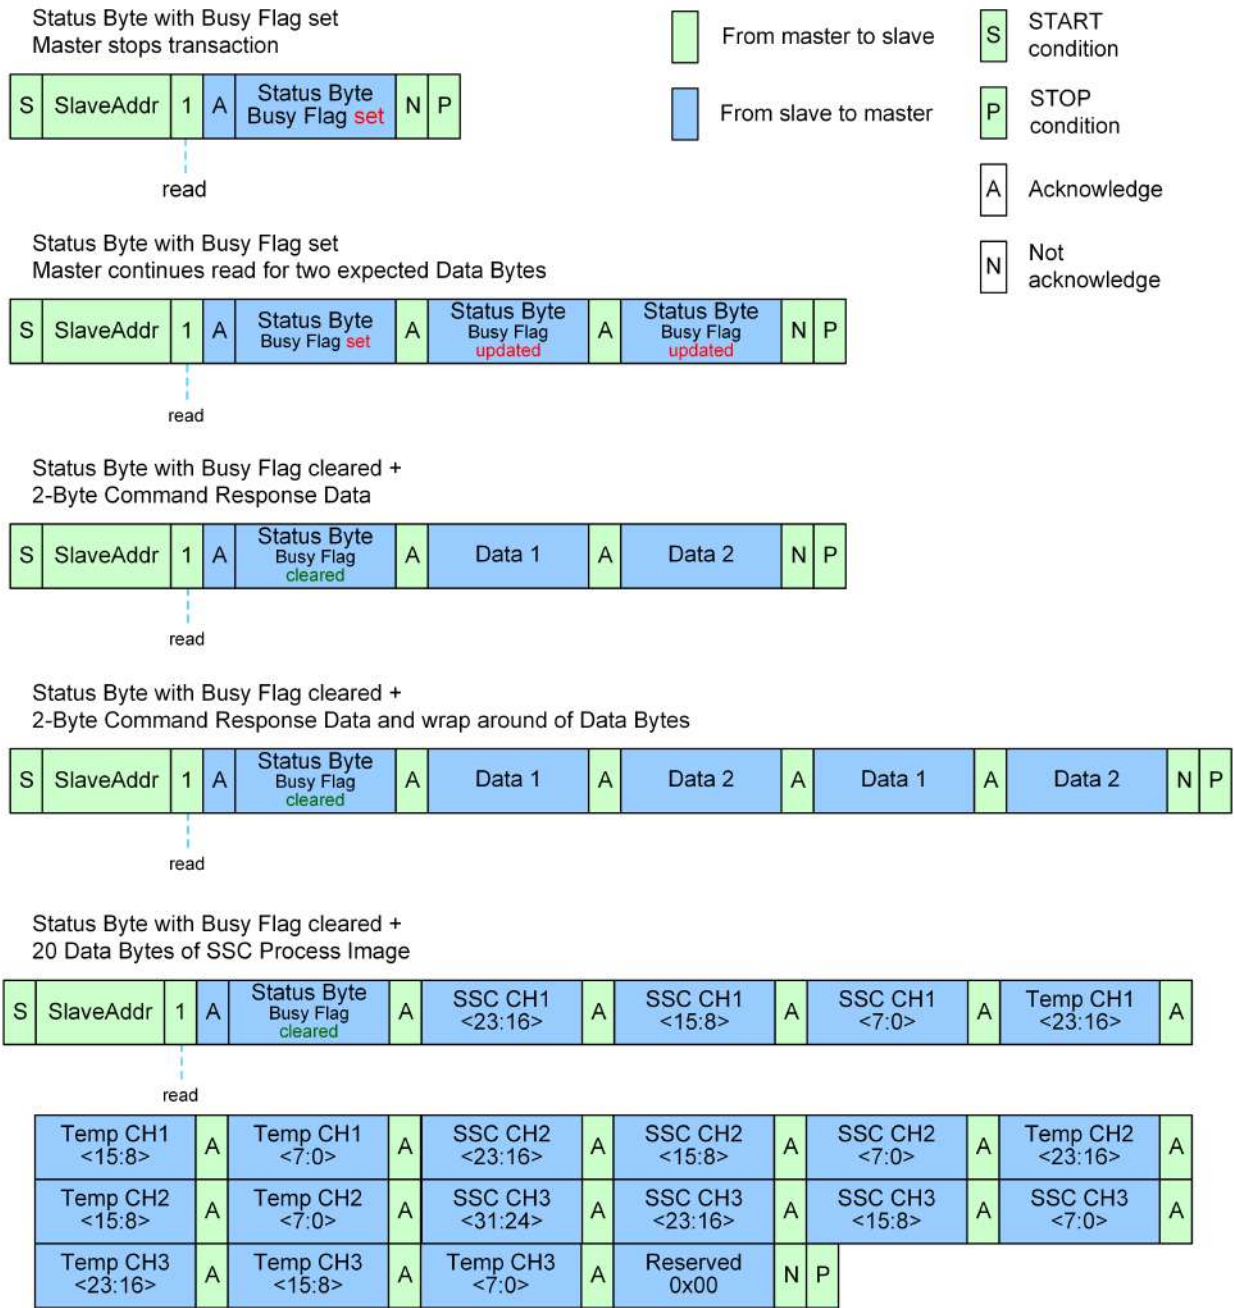 Status Byte with Busy Flag set
Master stops transaction
From master to slave
S START condition
From slave to master
P STOP condition
A Acknowledge
N Not acknowledge
S SlaveAddr 1 A Status Byte Busy Flag set N P
read
Status Byte with Busy Flag set
Master continues read for two expected Data Bytes
S SlaveAddr 1 A Status Byte Busy Flag set A Status Byte Busy Flag updated A Status Byte Busy Flag updated N P
read
Status Byte with Busy Flag cleared +
2-Byte Command Response Data
S SlaveAddr 1 A Status Byte Busy Flag cleared A Data 1 A Data 2 N P
read
Status Byte with Busy Flag cleared +
2-Byte Command Response Data and wrap around of Data Bytes
S SlaveAddr 1 A Status Byte Busy Flag cleared A Data 1 A Data 2 A Data 1 A Data 2 N P
read
Status Byte with Busy Flag cleared +
20 Data Bytes of SSC Process Image
S SlaveAddr 1 A Status Byte Busy Flag cleared A SSC CH1 <23:16> A SSC CH1 <15:8> A SSC CH1 <7:0> A Temp CH1 <23:16> A
read
Temp CH1 <15:8> A Temp CH1 <7:0> A SSC CH2 <23:16> A SSC CH2 <15:8> A SSC CH2 <7:0> A Temp CH2 <23:16> A
Temp CH2 <15:8> A Temp CH2 <7:0> A SSC CH3 <31:24> A SSC CH3 <23:16> A SSC CH3 <15:8> A SSC CH3 <7:0> A
Temp CH3 <23:16> A Temp CH3 <15:8> A Temp CH3 <7:0> A Reserved 0x00 N P